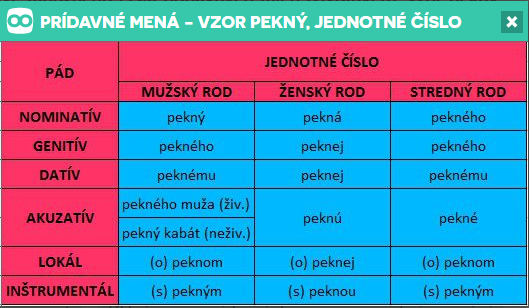 PRÍDAVNÉ MENÁ – VZOR PEKNÝ, JEDNOTNÉ ČÍSLO
PÁD JEDNOTNÉ ČÍSLO
MUŽSKÝ ROD ŽENSKÝ ROD STREDNÝ ROD
NOMINATÍV pekný pekná pekného
GENITÍV pekného peknej pekného
DATÍV peknému peknej peknému
AKUZATÍV pekného muža (živ.) peknú pekné
pekný kabát (neživ.)
LOKÁL (o) peknom (o) peknej (o) peknom
INŠTRUMENTÁL (s) pekným (s) peknou (s) pekným